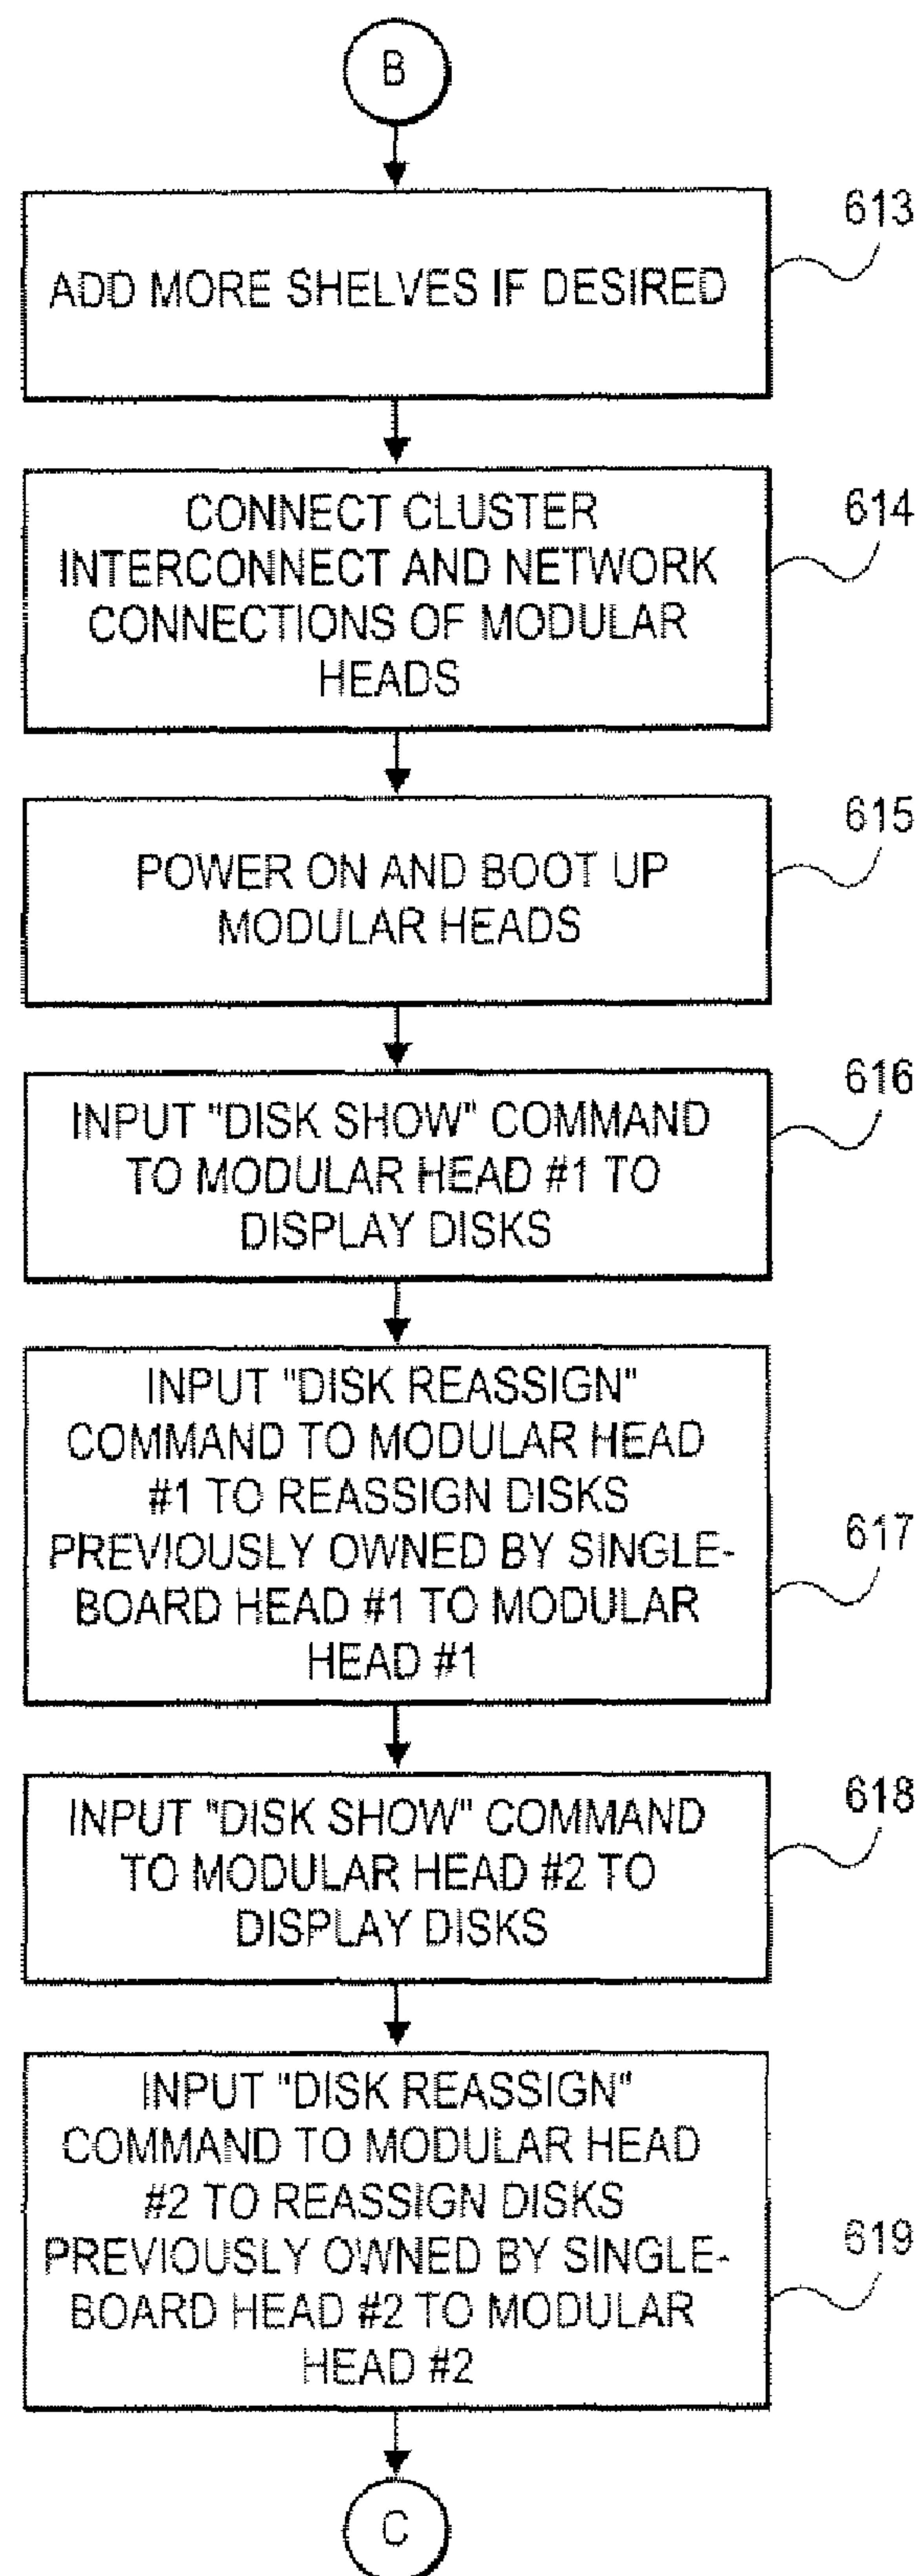 B
ADD MORE SHELVES IF DESIRED
613
CONNECT CLUSTER
INTERCONNECT AND NETWORK
CONNECTIONS OF MODULAR
HEADS
614
POWER ON AND BOOT UP
MODULAR HEADS
615
INPUT "DISK SHOW" COMMAND
TO MODULAR HEAD #1 TO
DISPLAY DISKS
616
INPUT "DISK REASSIGN"
COMMAND TO MODULAR HEAD
#1 TO REASSIGN DISKS
PREVIOUSLY OWNED BY SINGLE-
BOARD HEAD #1 TO MODULAR
HEAD #1
617
INPUT "DISK SHOW" COMMAND
TO MODULAR HEAD #2 TO
DISPLAY DISKS
618
INPUT "DISK REASSIGN"
COMMAND TO MODULAR HEAD
#2 TO REASSIGN DISKS
PREVIOUSLY OWNED BY SINGLE-
BOARD HEAD #2 TO MODULAR
HEAD #2
619
C